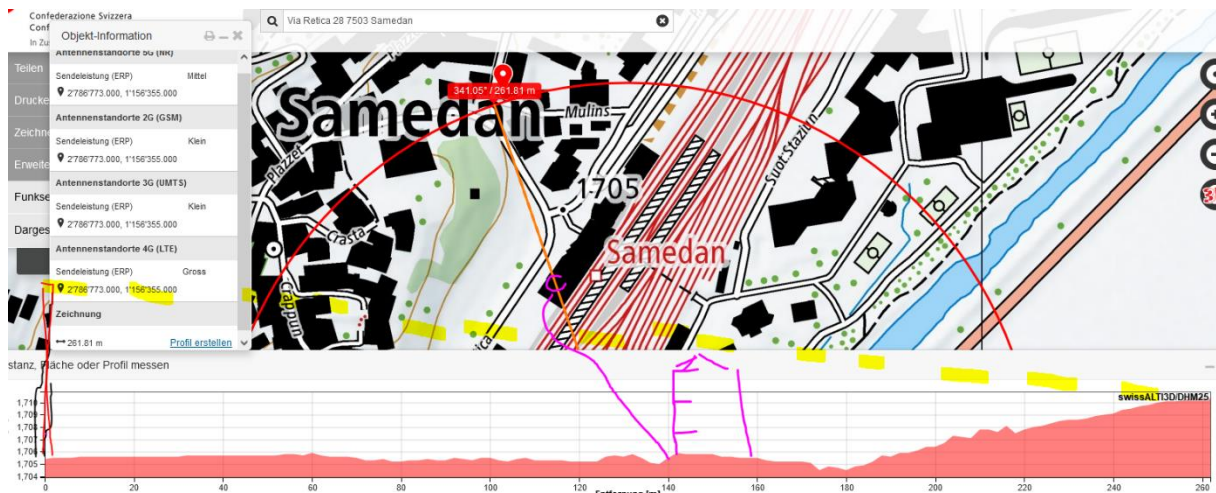 Confederazione Svizzera
Via Retica 28 7503 Samedan
Objekt-Information
Antennenstandorte 5G (NR)
Sendeleistung (ERP) Mittel
2'786'773.000, 1'156'355.000
Antennenstandorte 2G (GSM)
Sendeleistung (ERP) Klein
2'786'773.000, 1'156'355.000
Antennenstandorte 3G (UMTS)
Sendeleistung (ERP) Klein
2'786'773.000, 1'156'355.000
Antennenstandorte 4G (LTE)
Sendeleistung (ERP) Gross
2'786'773.000, 1'156'355.000
Zeichnung
261.81 m Profil erstellen
Conf
In Zu
Teilen
Drucke
Zeichne
Erweite
Funkse
Darges
341.05° / 261.81 m
Samedan
Mulins
Plazzet
Suot Staziun
1705
Crasta
Samedan
Crappun
ica
stanz, Fläche oder Profil messen
swissALTI3D/DHM25
1,710
1,709
1,708
1,707
1,706
1,705
1,704
0 20 40 60 80 100 120 140 160 180 200 220 240 260
Entfernung [m]